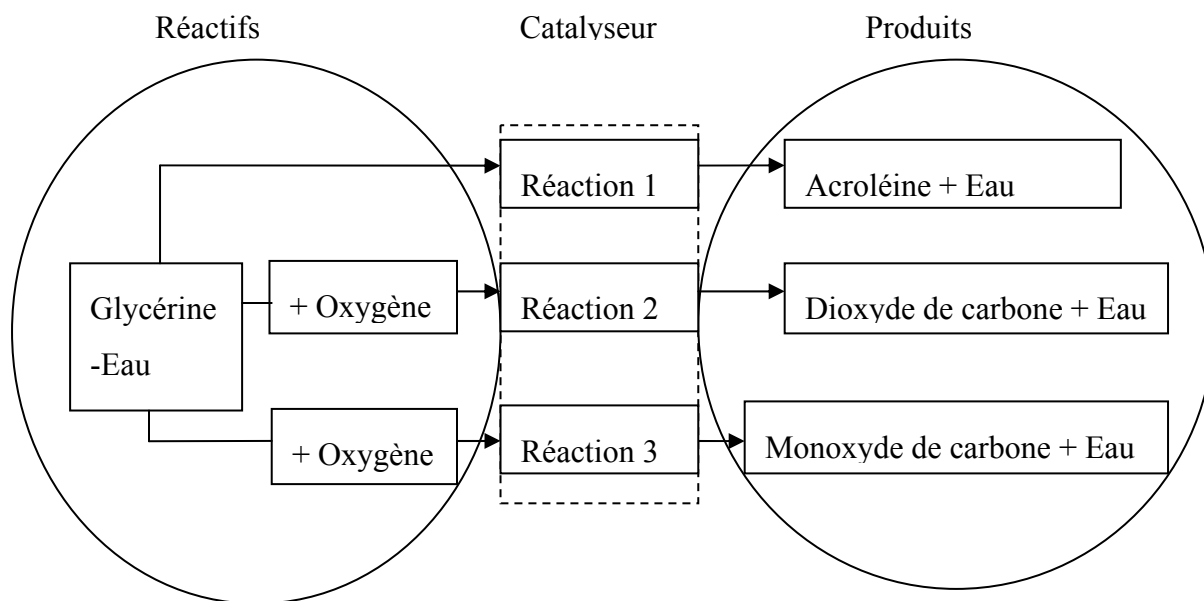 Réactifs
Catalyseur
Produits
Réaction 1
Acroléine + Eau
Glycérine
-Eau
+ Oxygène
Réaction 2
Dioxyde de carbone + Eau
+ Oxygène
Réaction 3
Monoxyde de carbone + Eau